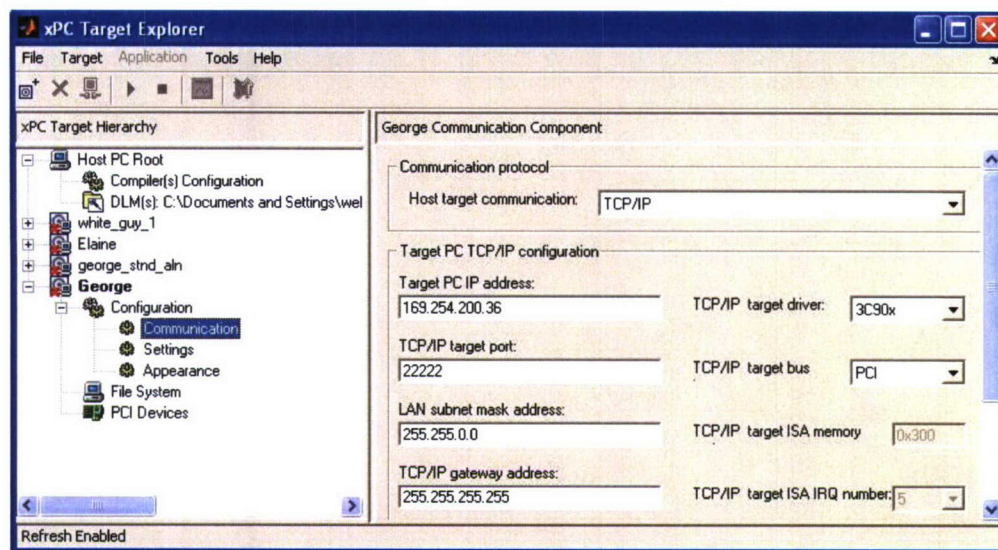 xPC Target Explorer
File Target Application Tools Help
xPC Target Hierarchy
Host PC Root
Compiler(s) Configuration
DLM(s): C:\Documents and Settings\wel
white_guy_1
Elaine
george_stnd_aln
George
Configuration
Communication
Settings
Appearance
File System
PCI Devices
George Communication Component
Communication protocol
Host target communication: TCP/IP
Target PC TCP/IP configuration
Target PC IP address:
169.254.200.36 TCP/IP target driver: 3C90x
TCP/IP target port:
22222 TCP/IP target bus PCI
LAN subnet mask address:
255.255.0.0 TCP/IP target ISA memory 0x300
TCP/IP gateway address:
255.255.255.255 TCP/IP target ISA IRQ number: 5
Refresh Enabled